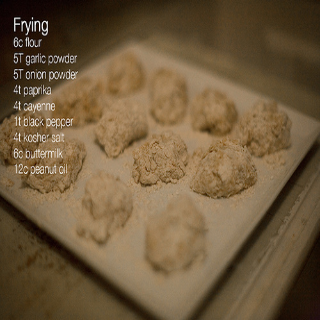 Frying
6c flour
5T garlic powder
5T onion powder
4t paprika
4t cayenne
1t black pepper
4t kosher salt
6c buttermilk
12c peanut oil